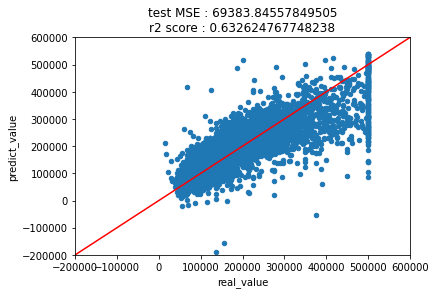 test MSE : 69383.84557849505
r2 score : 0.632624767748238
600000
500000
400000
300000
200000
100000
0
−100000
−200000
predict_value
−200000 −100000 0 100000 200000 300000 400000 500000 600000
real_value